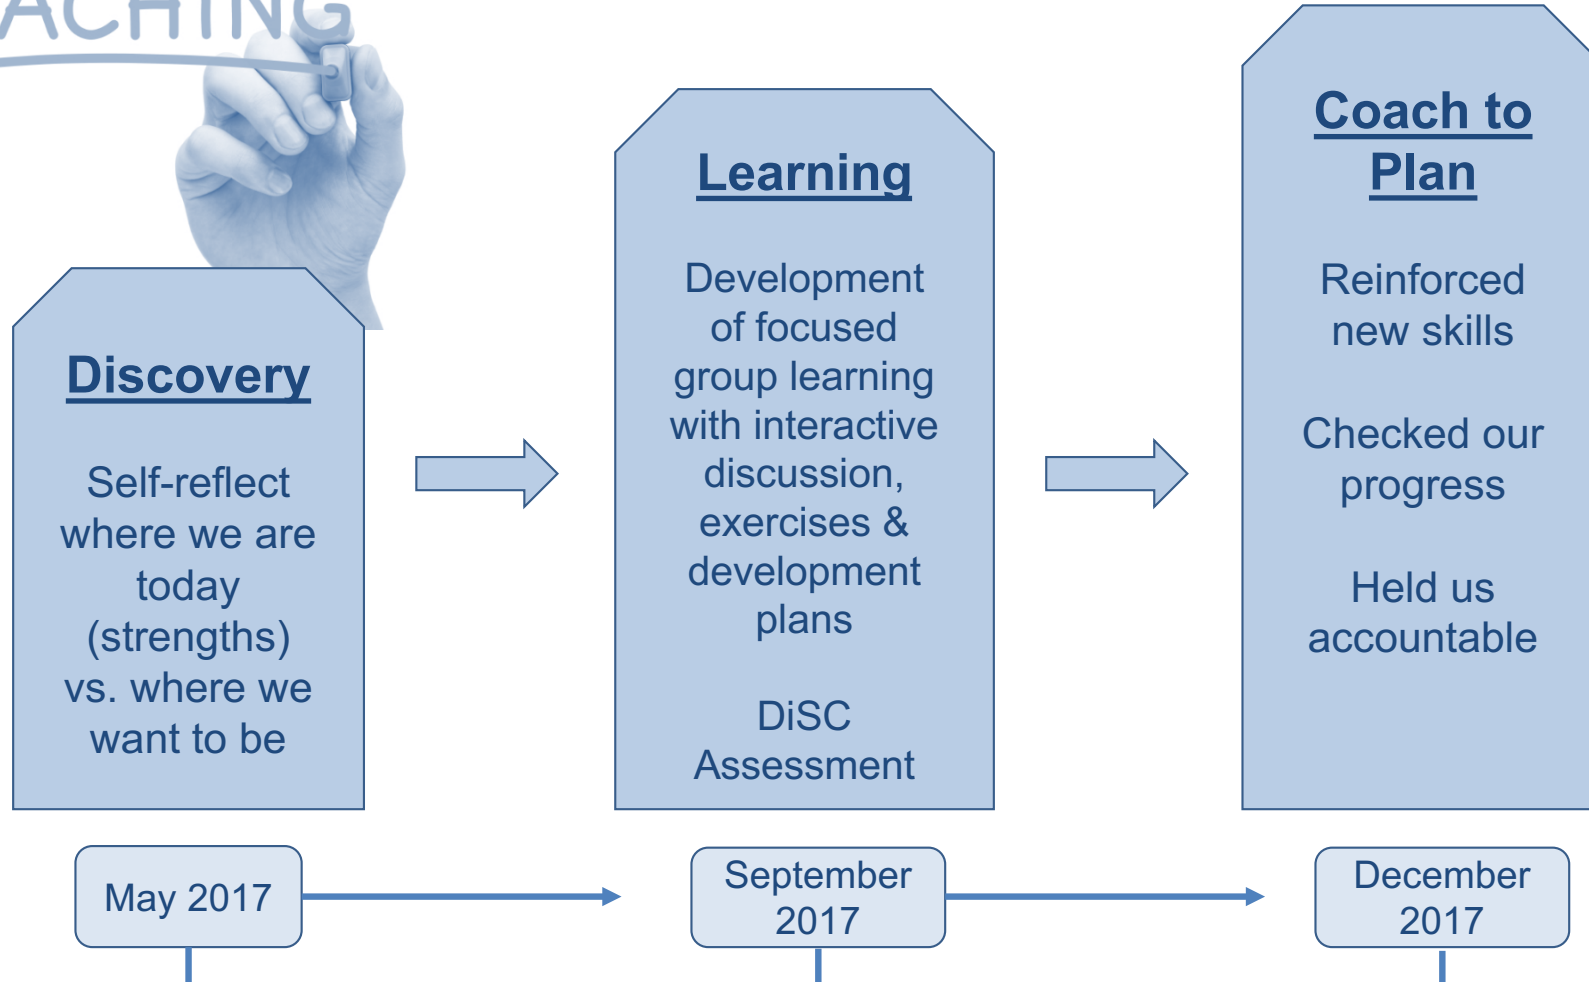 ACHING
Discovery
Self-reflect
where we are
today
(strengths)
vs. where we
want to be
Learning
Development
of focused
group learning
with interactive
discussion,
exercises &
development
plans
DiSC
Assessment
Coach to
Plan
Reinforced
new skills
Checked our
progress
Held us
accountable
May 2017
September
2017
December
2017